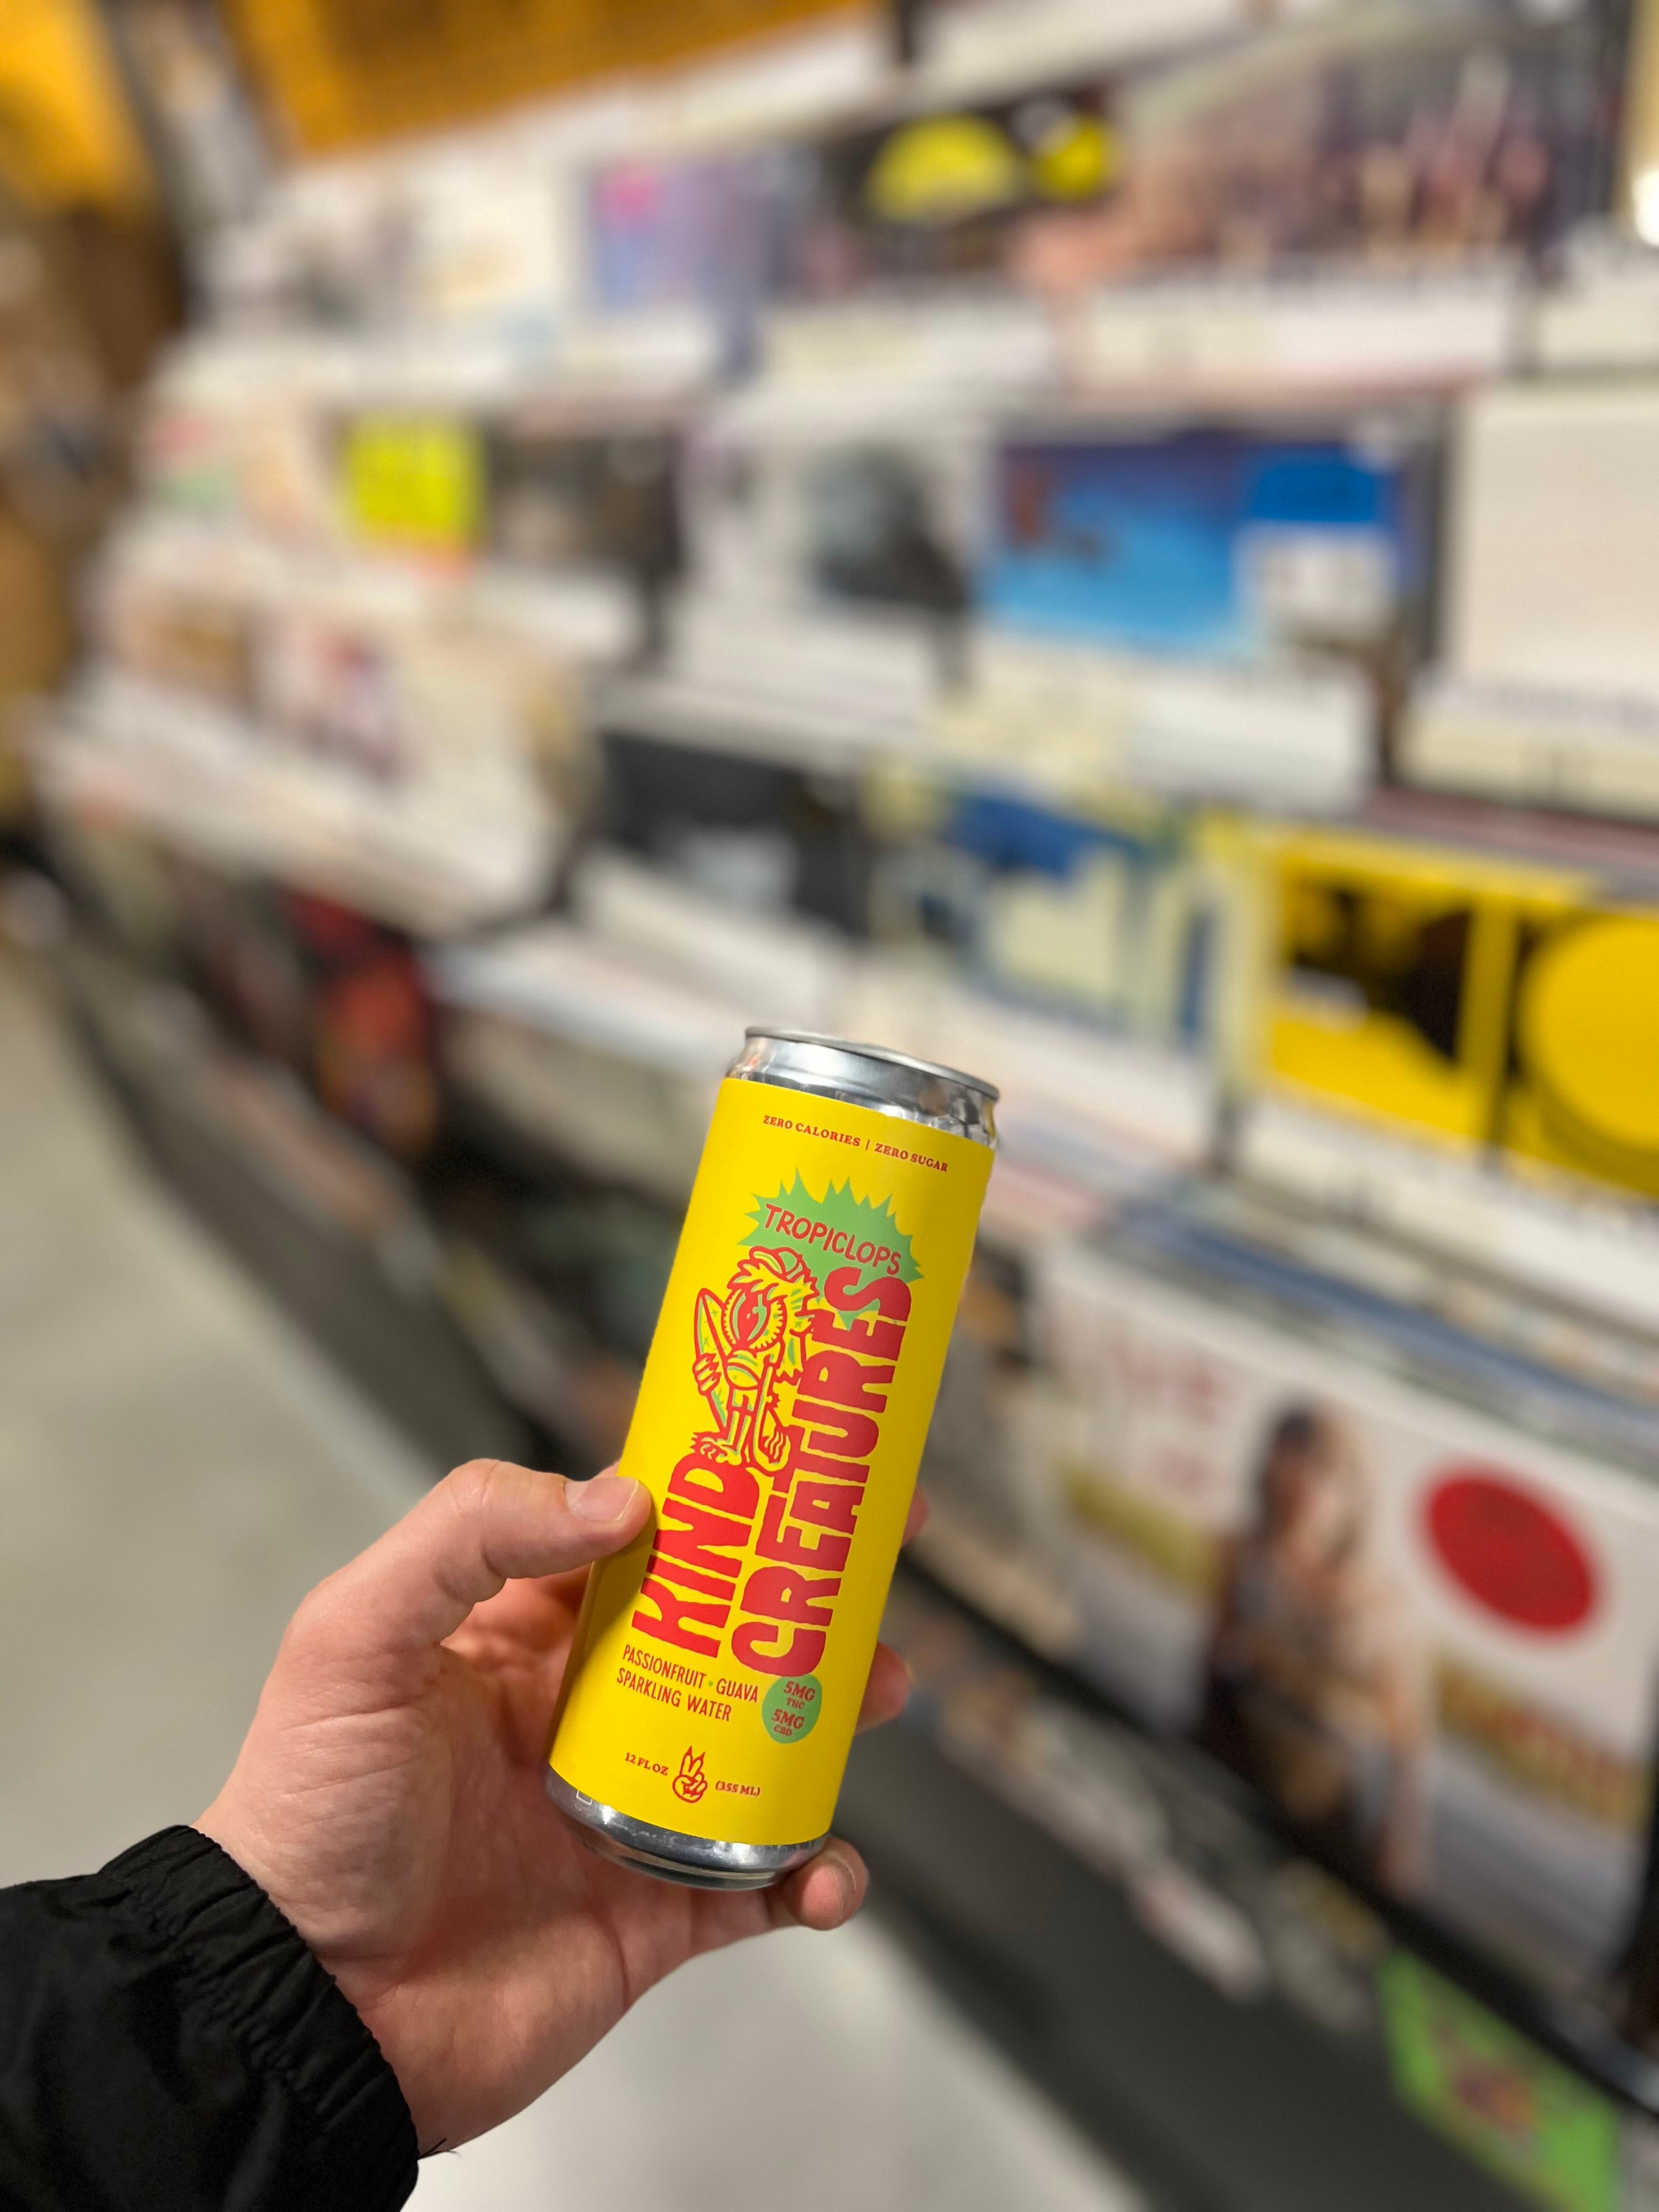 ZERO CALORIES | ZERO SUGAR
TROPICLOPS
KIND
CREATURES
PASSIONFRUIT • GUAVA
SPARKLING WATER
5MG
THC
5MG
CBD
12 FL OZ (355 ML)